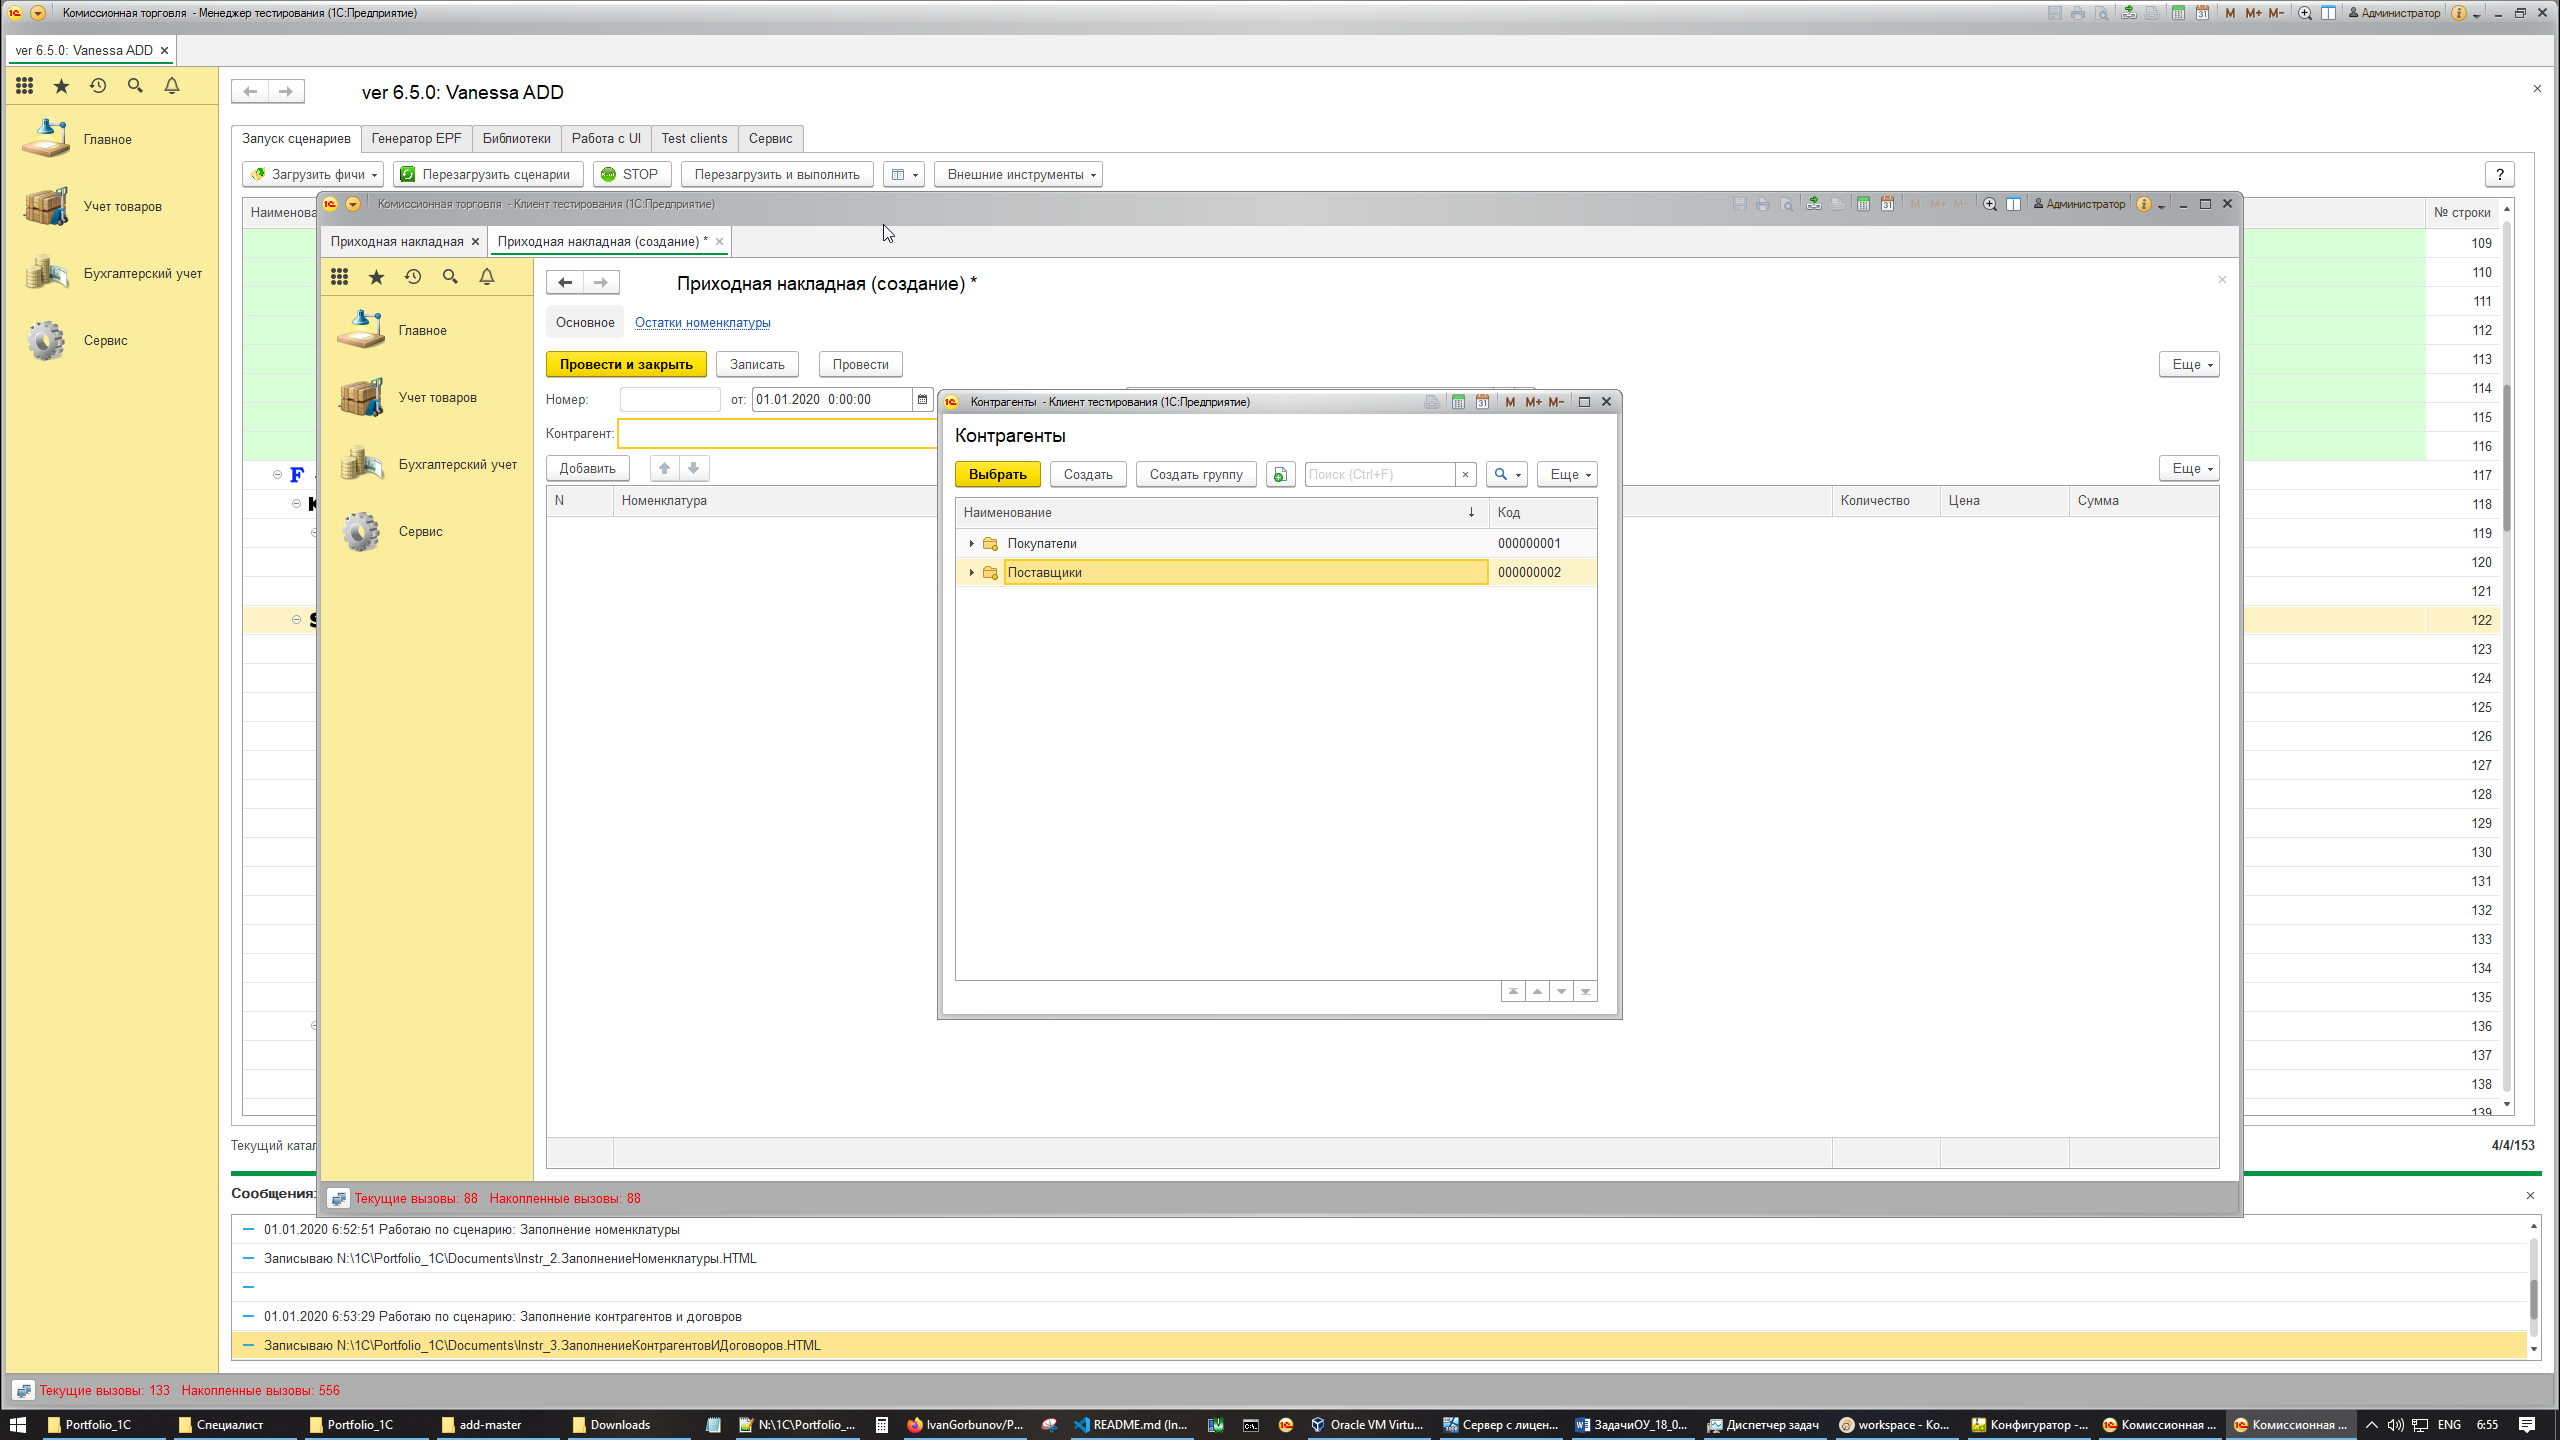 Комиссионная торговля - Менеджер тестирования (1С:Предприятие)
M M+ M- Администратор
ver 6.5.0: Vanessa ADD
ver 6.5.0: Vanessa ADD
Главное
Учет товаров
Бухгалтерский учет
Сервис
Запуск сценариев Генератор EPF Библиотеки Работа с UI Test clients Сервис
Загрузить фичи Перезагрузить сценарии STOP Перезагрузить и выполнить Внешние инструменты ?
Наименова № строки
109
110
111
112
113
114
115
116
117
118
119
120
121
122
123
124
125
126
127
128
129
130
131
132
133
134
135
136
137
138
139
F
Комиссионная торговля - Клиент тестирования (1С:Предприятие)
M M+ M- Администратор
Приходная накладная Приходная накладная (создание) *
Главное
Учет товаров
Бухгалтерский учет
Сервис
Приходная накладная (создание) *
Основное Остатки номенклатуры
Провести и закрыть Записать Провести Еще
Номер: от: 01.01.2020 0:00:00
Контрагент:
Добавить Еще
N Номенклатура Количество Цена Сумма
Контрагенты - Клиент тестирования (1С:Предприятие)
M M+ M-
Контрагенты
Выбрать Создать Создать группу Поиск (Ctrl+F) Еще
Наименование Код
Покупатели 000000001
Поставщики 000000002
Текущие вызовы: 88 Накопленные вызовы: 88
Текущий катал 4/4/153
Сообщения:
01.01.2020 6:52:51 Работаю по сценарию: Заполнение номенклатуры
Записываю N:\1C\Portfolio_1C\Documents\Instr_2.ЗаполнениеНоменклатуры.HTML
01.01.2020 6:53:29 Работаю по сценарию: Заполнение контрагентов и договров
Записываю N:\1C\Portfolio_1C\Documents\Instr_3.ЗаполнениеКонтрагентовИДоговоров.HTML
Текущие вызовы: 133 Накопленные вызовы: 556
Portfolio_1C Специалист Portfolio_1C add-master Downloads N:\1C\Portfolio_... IvanGorbunov/P... README.md (In... Oracle VM Virtu... Сервер с лицен... ЗадачиОУ_18_0... Диспетчер задач workspace - Ко... Конфигуратор -... Комиссионная ... Комиссионная ... ENG 6:55